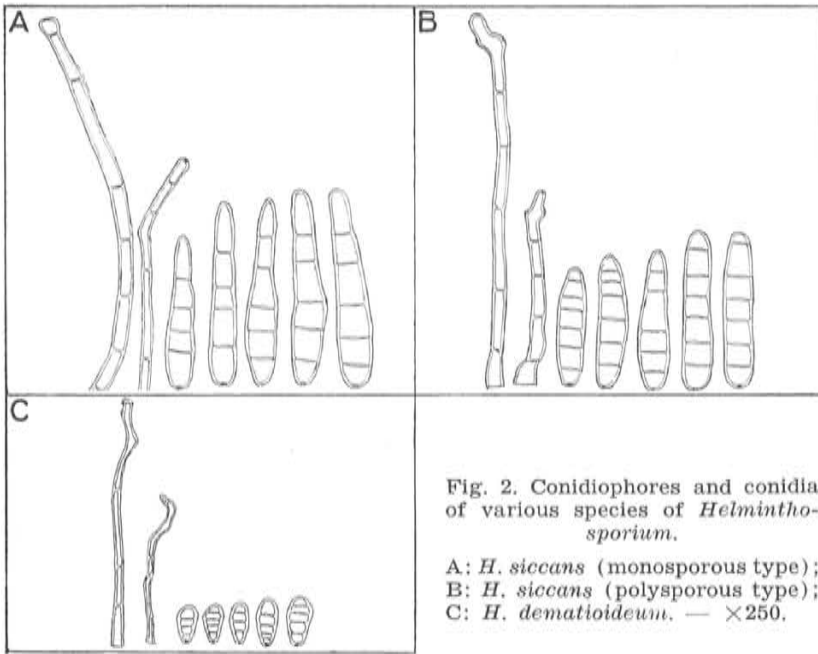 A
B
C
Fig. 2. Conidiophores and conidia
of various species of Helmintho-
sporium.
A: H. siccans (monosporous type);
B: H. siccans (polysporous type);
C: H. dematioideum. — ×250.